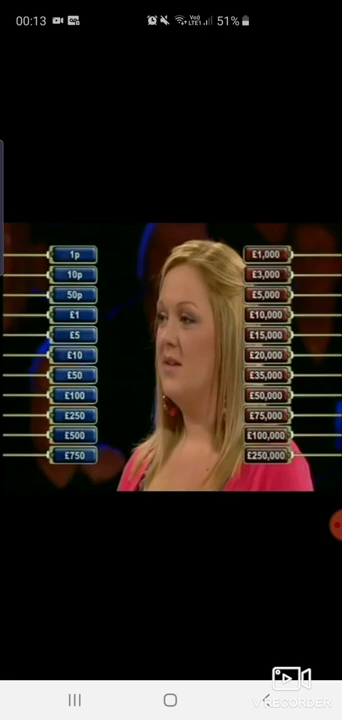 00:13 51%
1p £1,000
10p £3,000
50p £5,000
£1 £10,000
£5 £15,000
£10 £20,000
£50 £35,000
£100 £50,000
£250 £75,000
£500 £100,000
£750 £250,000
VRECORDER